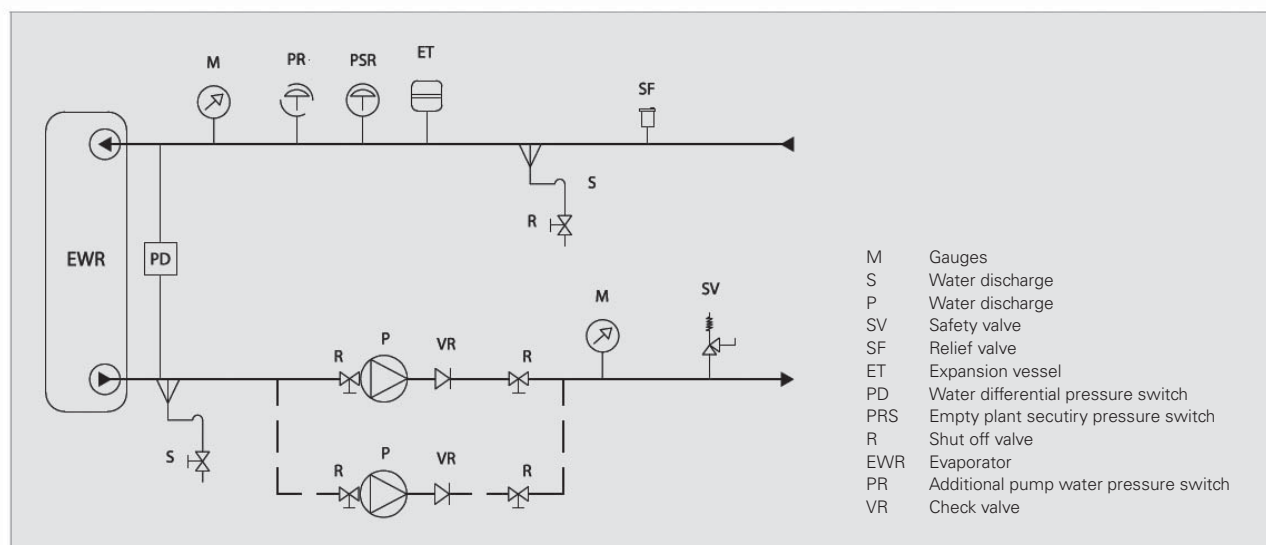 ET
M
PR.
PSR
SF
S
R
EWR
PD
M
SV
R
P
VR
R
S
R
P
VR
R
M Gauges
S Water discharge
P Water discharge
SV Safety valve
SF Relief valve
ET Expansion vessel
PD Water differential pressure switch
PRS Empty plant secutiry pressure switch
R Shut off valve
EWR Evaporator
PR Additional pump water pressure switch
VR Check valve